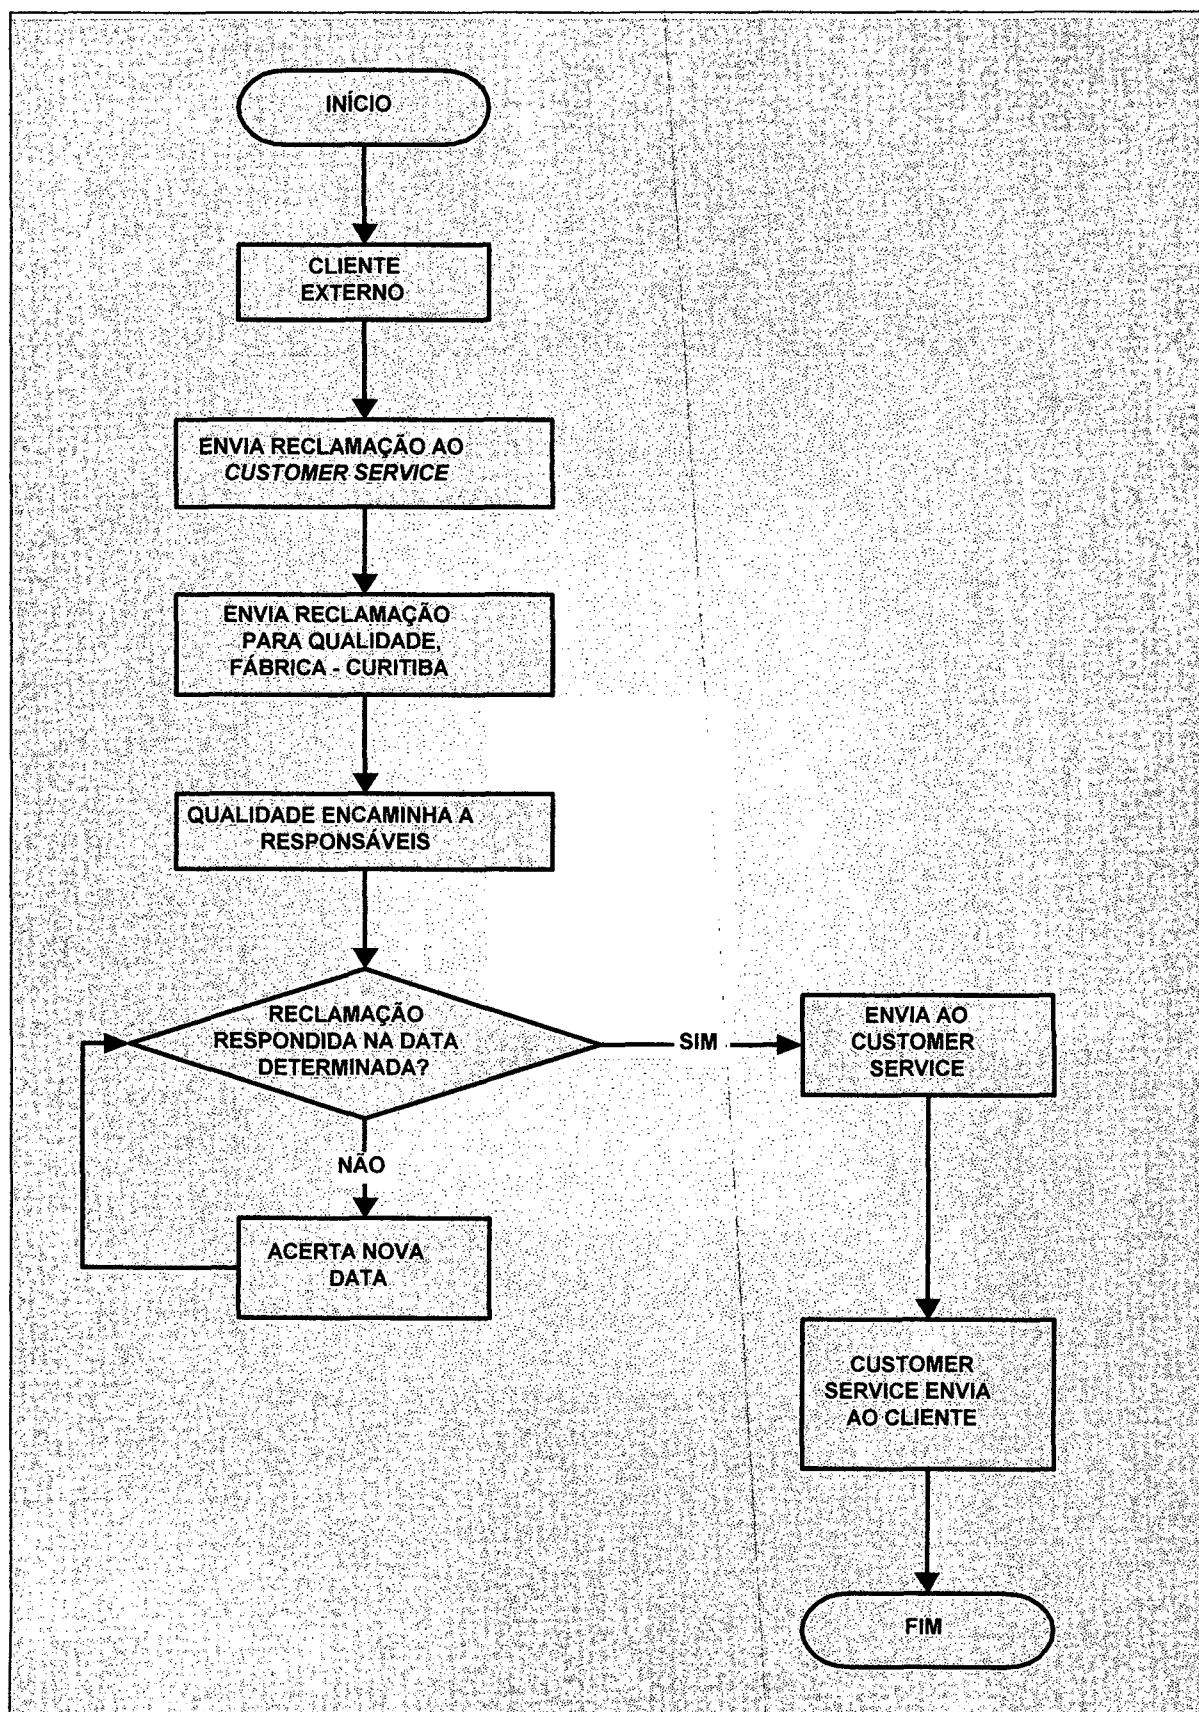 INÍCIO
CLIENTE
EXTERNO
ENVIA RECLAMAÇÃO AO
CUSTOMER SERVICE
ENVIA RECLAMAÇÃO
PARA QUALIDADE,
FÁBRICA - CURITIBA
QUALIDADE ENCAMINHA A
RESPONSÁVEIS
RECLAMAÇÃO
RESPONDIDA NA DATA
DETERMINADA?
SIM
ENVIA AO
CUSTOMER
SERVICE
NÃO
ACERTA NOVA
DATA
CUSTOMER
SERVICE ENVIA
AO CLIENTE
FIM